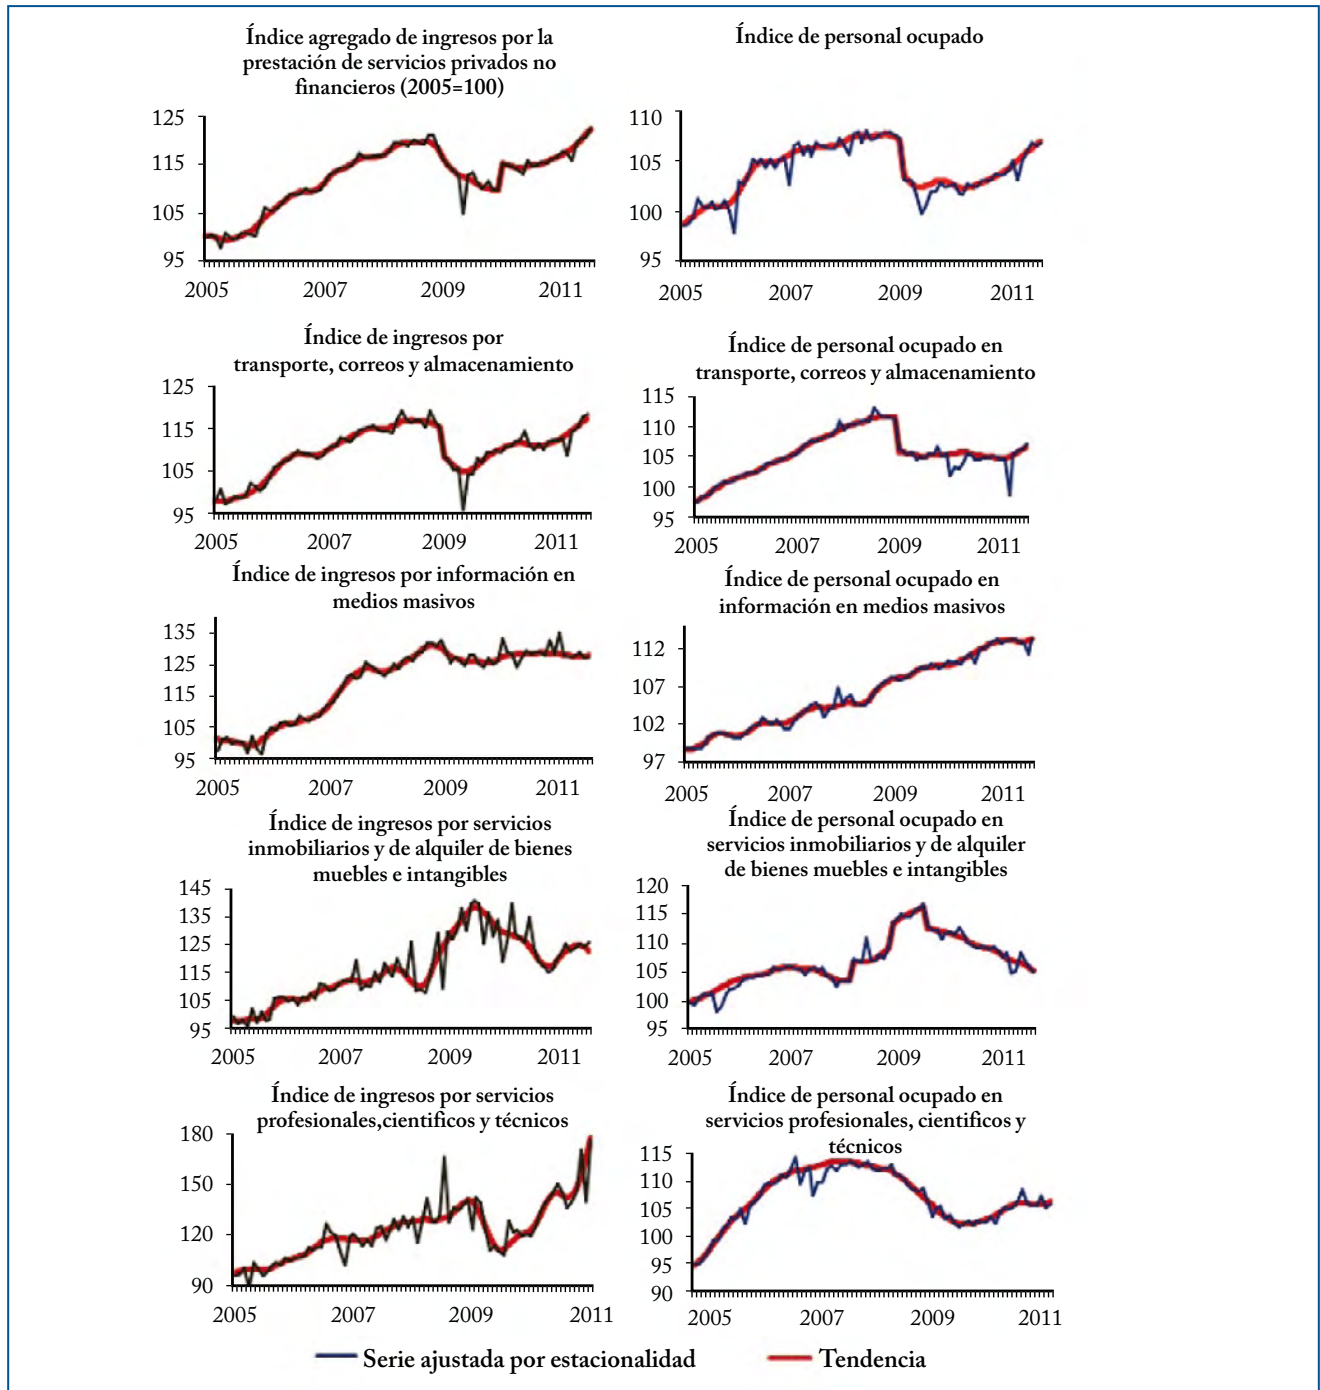 Índice agregado de ingresos por la
prestación de servicios privados no
financieros (2005=100)
125
115
105
95
2005 2007 2009 2011
Índice de personal ocupado
110
105
100
95
2005 2007 2009 2011
Índice de ingresos por
transporte, correos y almacenamiento
125
115
105
95
2005 2007 2009 2011
Índice de personal ocupado en
transporte, correos y almacenamiento
115
110
105
100
95
2005 2007 2009 2011
Índice de ingresos por información en
medios masivos
135
125
115
105
95
2005 2007 2009 2011
Índice de personal ocupado en
información en medios masivos
112
107
102
97
2005 2007 2009 2011
Índice de ingresos por servicios
inmobiliarios y de alquiler de bienes
muebles e intangibles
145
135
125
115
105
95
2005 2007 2009 2011
Índice de personal ocupado en
servicios inmobiliarios y de alquiler
de bienes muebles e intangibles
120
115
110
105
100
95
2005 2007 2009 2011
Índice de ingresos por servicios
profesionales,cientificos y técnicos
180
150
120
90
2005 2007 2009 2011
Índice de personal ocupado en
servicios profesionales, cientificos y
técnicos
115
110
105
100
95
90
2005 2007 2009 2011
Serie ajustada por estacionalidad
Tendencia